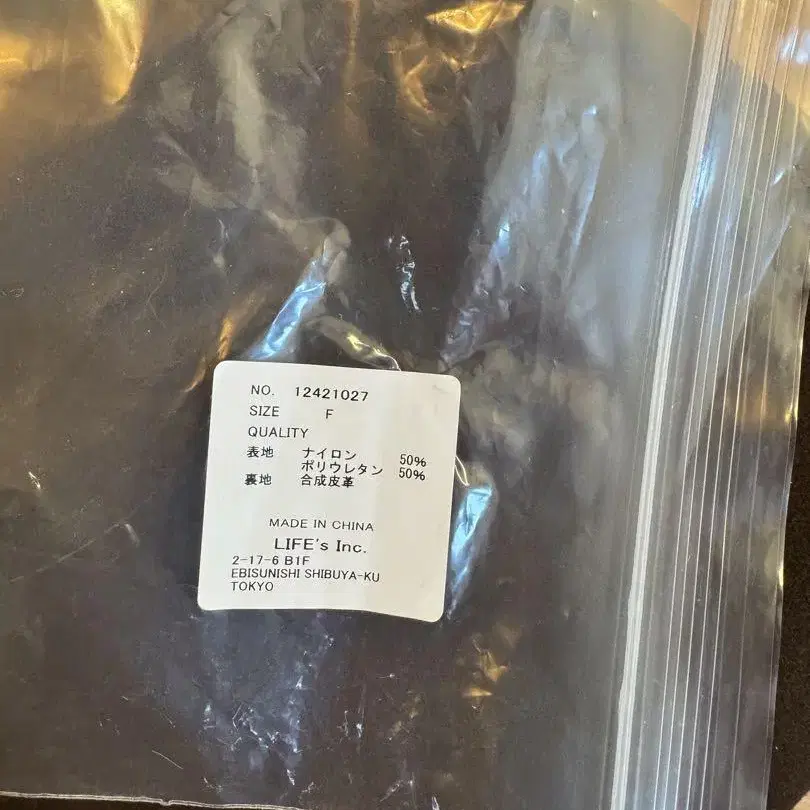 NO. 12421027
SIZE F
QUALITY
表地 ナイロン 50%
ポリウレタン 50%
裏地 合成皮革
MADE IN CHINA
LIFE's Inc.
2-17-6 B1F
EBISUNISHI SHIBUYA-KU
TOKYO